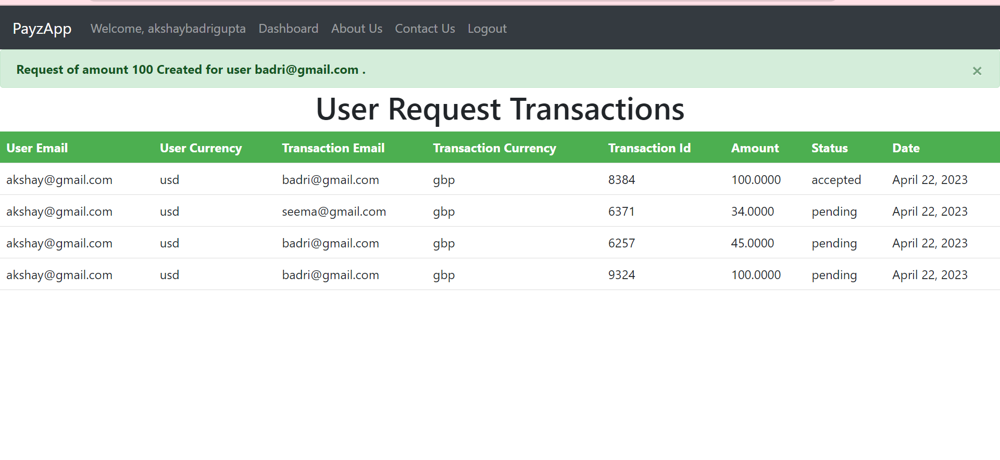 PayzApp Welcome, akshaybadrigupta Dashboard About Us Contact Us Logout
Request of amount 100 Created for user badri@gmail.com . ×
User Request Transactions
User Email User Currency Transaction Email Transaction Currency Transaction Id Amount Status Date
akshay@gmail.com usd badri@gmail.com gbp 8384 100.0000 accepted April 22, 2023
akshay@gmail.com usd seema@gmail.com gbp 6371 34.0000 pending April 22, 2023
akshay@gmail.com usd badri@gmail.com gbp 6257 45.0000 pending April 22, 2023
akshay@gmail.com usd badri@gmail.com gbp 9324 100.0000 pending April 22, 2023